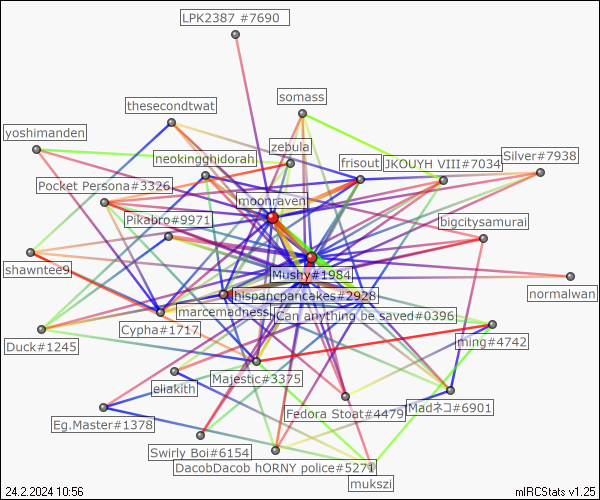 LPK2387 #7690
somass
thesecondtwat
yoshimanden
zebula
neokingghidorah
frisout
JKOUYH VIII#7034
Silver#7938
Pocket Persona#3326
moonraven
Pikabro#9971
bigcitysamurai
shawntee9
Mushy#1984
normalwan
hispancpancakes#2928
marcemadness
Can anything be saved#0396
Cypha#1717
ming#4742
Duck#1245
Majestic#3375
eliakith
Fedora Stoat#4479
Madネコ#6901
Eg.Master#1378
Swirly Boi#6154
DacobDacob hORNY police#5271
mukszi
24.2.2024 10:56
mIRCStats v1.25